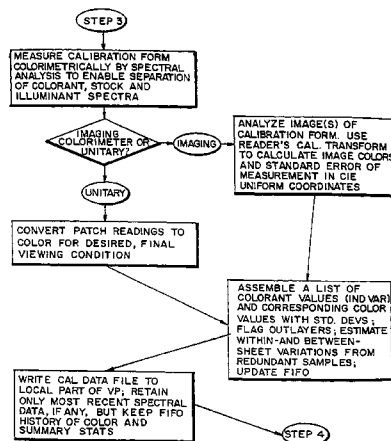 STEP 3
MEASURE CALIBRATION FORM
COLORIMETRICALLY BY SPECTRAL
ANALYSIS TO ENABLE SEPARATION
OF COLORANT, STOCK AND
ILLUMINANT SPECTRA
IMAGING
COLORIMETER OR
UNITARY?
IMAGING
ANALYZE IMAGE(S) OF
CALIBRATION FORM. USE
READER'S CAL. TRANSFORM
TO CALCULATE IMAGE COLORS
AND STANDARD ERROR OF
MEASUREMENT IN CIE
UNIFORM COORDINATES
UNITARY
CONVERT PATCH READINGS TO
COLOR FOR DESIRED, FINAL
VIEWING CONDITION
ASSEMBLE A LIST OF
COLORANT VALUES (IND VAR)
AND CORRESPONDING COLOR
VALUES WITH STD. DEVS;
FLAG OUTLAYERS; ESTIMATE
WITHIN-AND BETWEEN-
SHEET VARIATIONS FROM
REDUNDANT SAMPLES;
UPDATE FIFO
WRITE CAL DATA FILE TO
LOCAL PART OF VP; RETAIN
ONLY MOST RECENT SPECTRAL
DATA, IF ANY, BUT KEEP FIFO
HISTORY OF COLOR AND
SUMMARY STATS
STEP 4